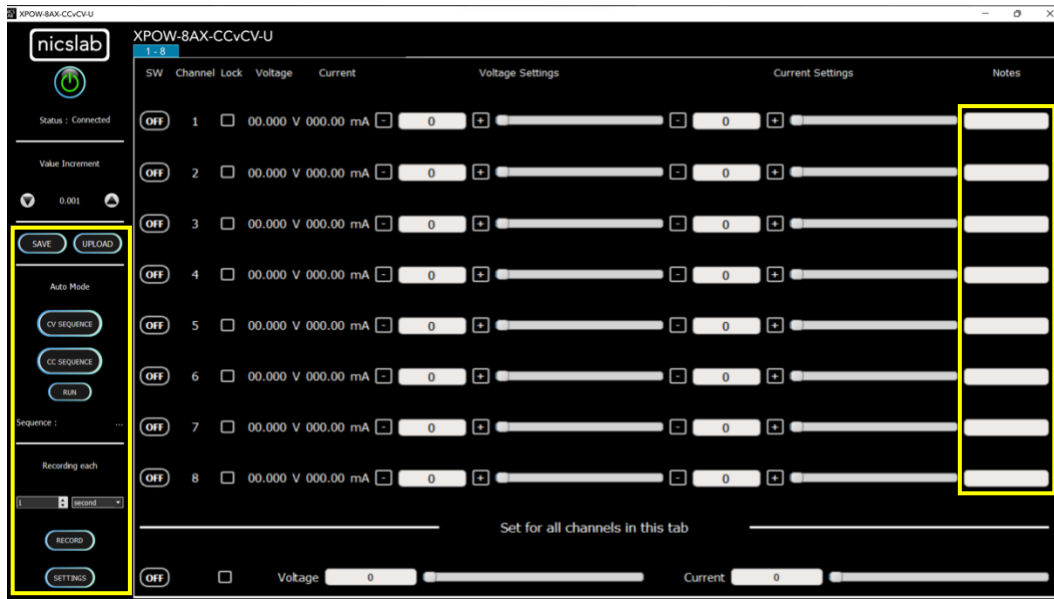 XPOW-8AX-CCvCV-U
nicslab
Status : Connected
Value Increment
0.001
SAVE UPLOAD
Auto Mode
CV SEQUENCE
CC SEQUENCE
RUN
Sequence : ...
Recording each
1 second
RECORD
SETTINGS
XPOW-8AX-CCvCV-U
1 - 8
SW Channel Lock Voltage Current Voltage Settings Current Settings Notes
OFF 1 00.000 V 000.00 mA - 0 + - 0 +
OFF 2 00.000 V 000.00 mA - 0 + - 0 +
OFF 3 00.000 V 000.00 mA - 0 + - 0 +
OFF 4 00.000 V 000.00 mA - 0 + - 0 +
OFF 5 00.000 V 000.00 mA - 0 + - 0 +
OFF 6 00.000 V 000.00 mA - 0 + - 0 +
OFF 7 00.000 V 000.00 mA - 0 + - 0 +
OFF 8 00.000 V 000.00 mA - 0 + - 0 +
Set for all channels in this tab
OFF Voltage 0 Current 0